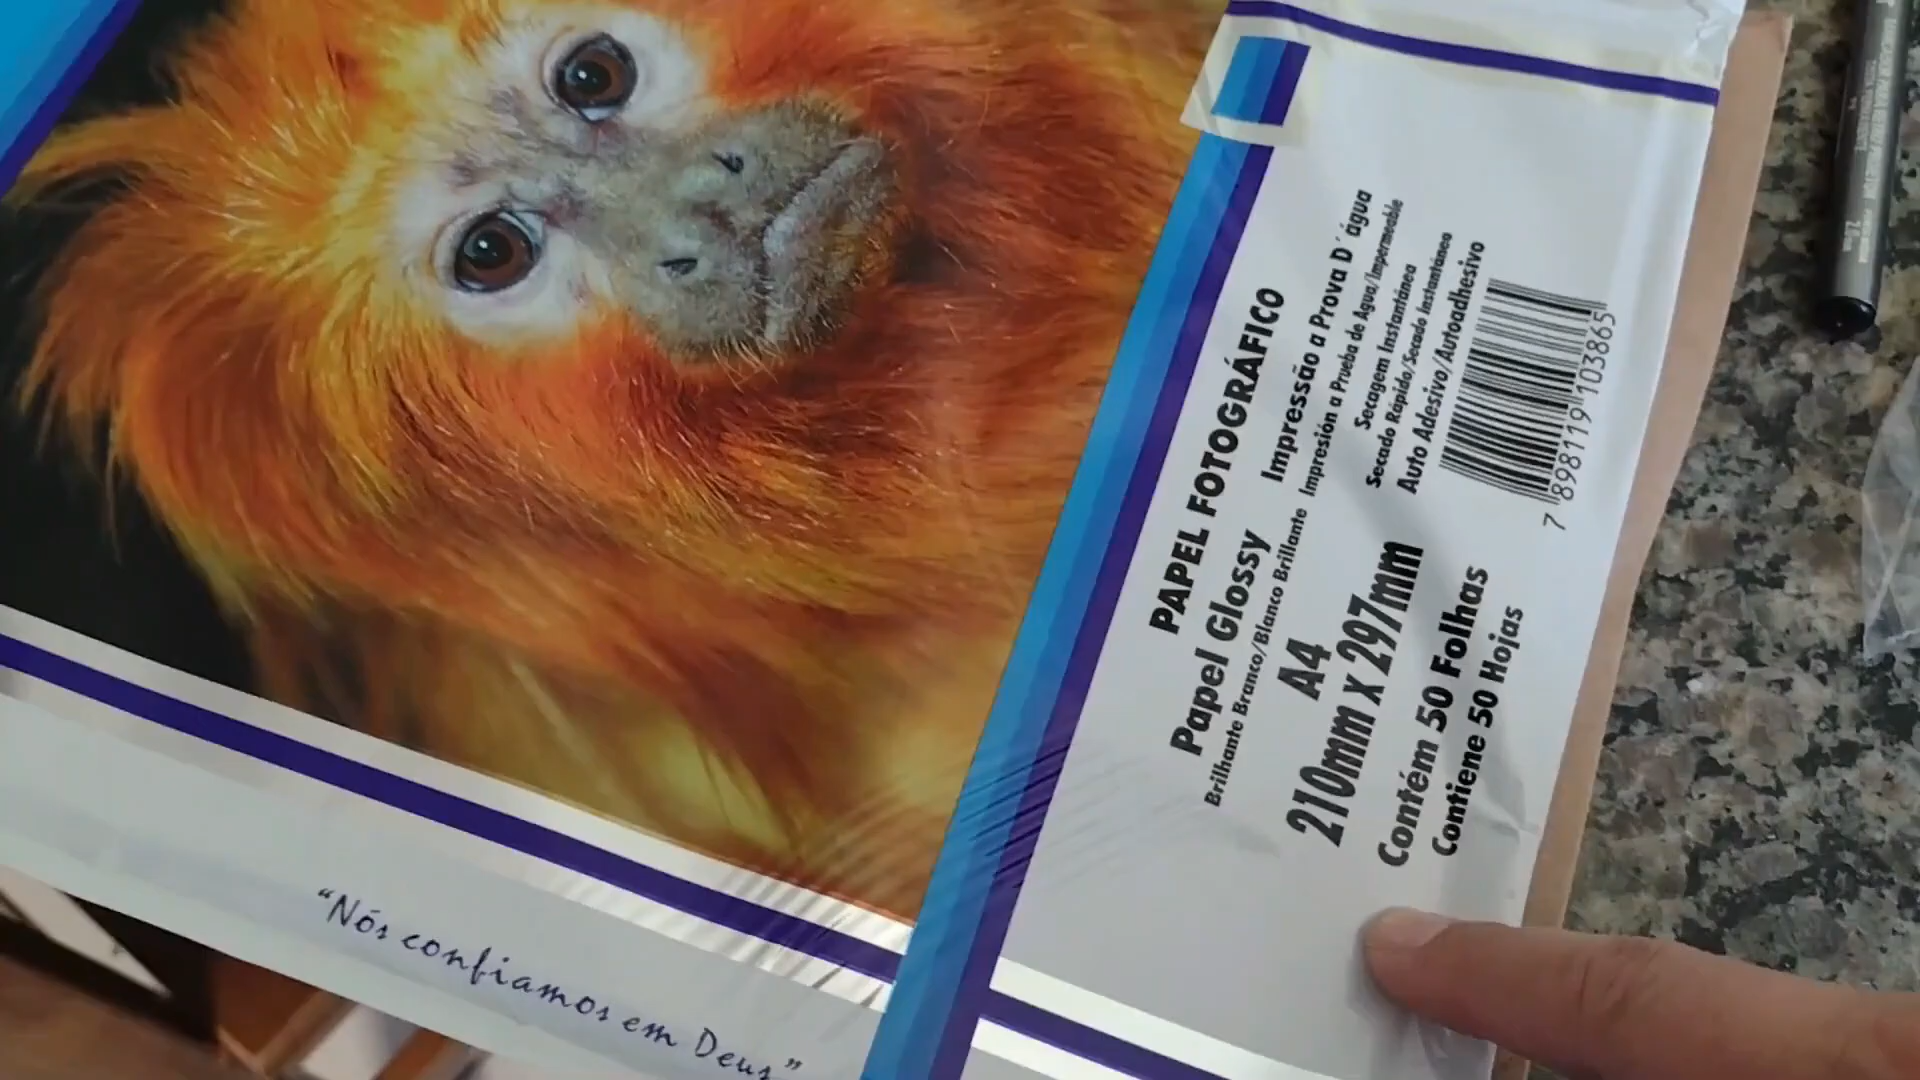 PAPEL FOTOGRÁFICO
Papel Glossy
Brilhante Branco/Blanco Brillante
Impressão a Prova D´água
Impresión a Prueba de Agua/Impermeable
A4
Secagem Instantánea
Secado Rápido/Secado Instantáneo
210mm x 297mm
Auto Adesivo/Autoadhesivo
Contém 50 Folhas
Contiene 50 Hojas
7 898119 103865
“Nós confiamos em Deus”